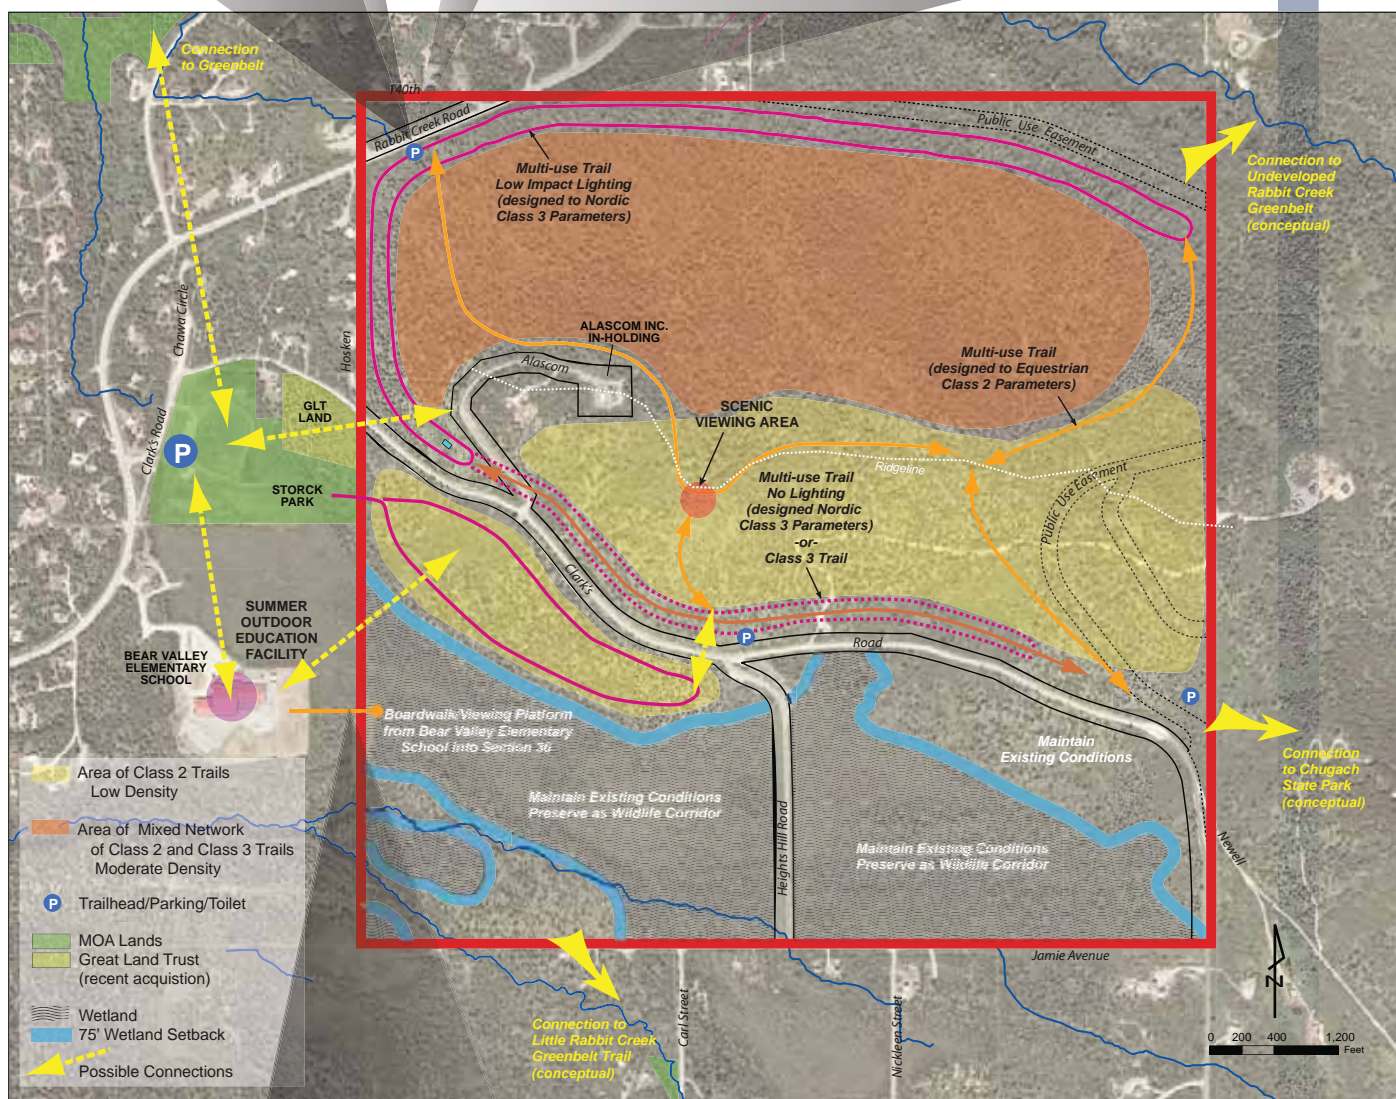 Connection
to Greenbelt
140th
Rabbit Creek Road
P
Public Use Easement
Multi-use Trail
Low Impact Lighting
(designed to Nordic
Class 3 Parameters)
Connection to
Undeveloped
Rabbit Creek
Greenbelt
(conceptual)
Chawa Circle
Hosken
ALASCOM INC.
IN-HOLDING
Alascom
Multi-use Trail
(designed to Equestrian
Class 2 Parameters)
GLT
LAND
SCENIC
VIEWING AREA
Clark's Road
P
Ridgeline
STORCK
PARK
Multi-use Trail
No Lighting
(designed Nordic
Class 3 Parameters)
-or-
Class 3 Trail
Public Use Easement
Clark's
SUMMER
OUTDOOR
EDUCATION
FACILITY
P
Road
BEAR VALLEY
ELEMENTARY
SCHOOL
P
Boardwalk/Viewing Platform
from Bear Valley Elementary
School into Section 36
Maintain
Existing Conditions
Connection
to Chugach
State Park
(conceptual)
Maintain Existing Conditions
Preserve as Wildlife Corridor
Heights Hill Road
Maintain Existing Conditions
Preserve as Wildlife Corridor
Newell
Area of Class 2 Trails
Low Density
Area of Mixed Network
of Class 2 and Class 3 Trails
Moderate Density
P Trailhead/Parking/Toilet
MOA Lands
Great Land Trust
(recent acquistion)
Wetland
75' Wetland Setback
Possible Connections
Jamie Avenue
N
Carl Street
Nickleen Street
Connection to
Little Rabbit Creek
Greenbelt Trail
(conceptual)
0 200 400 1,200
Feet